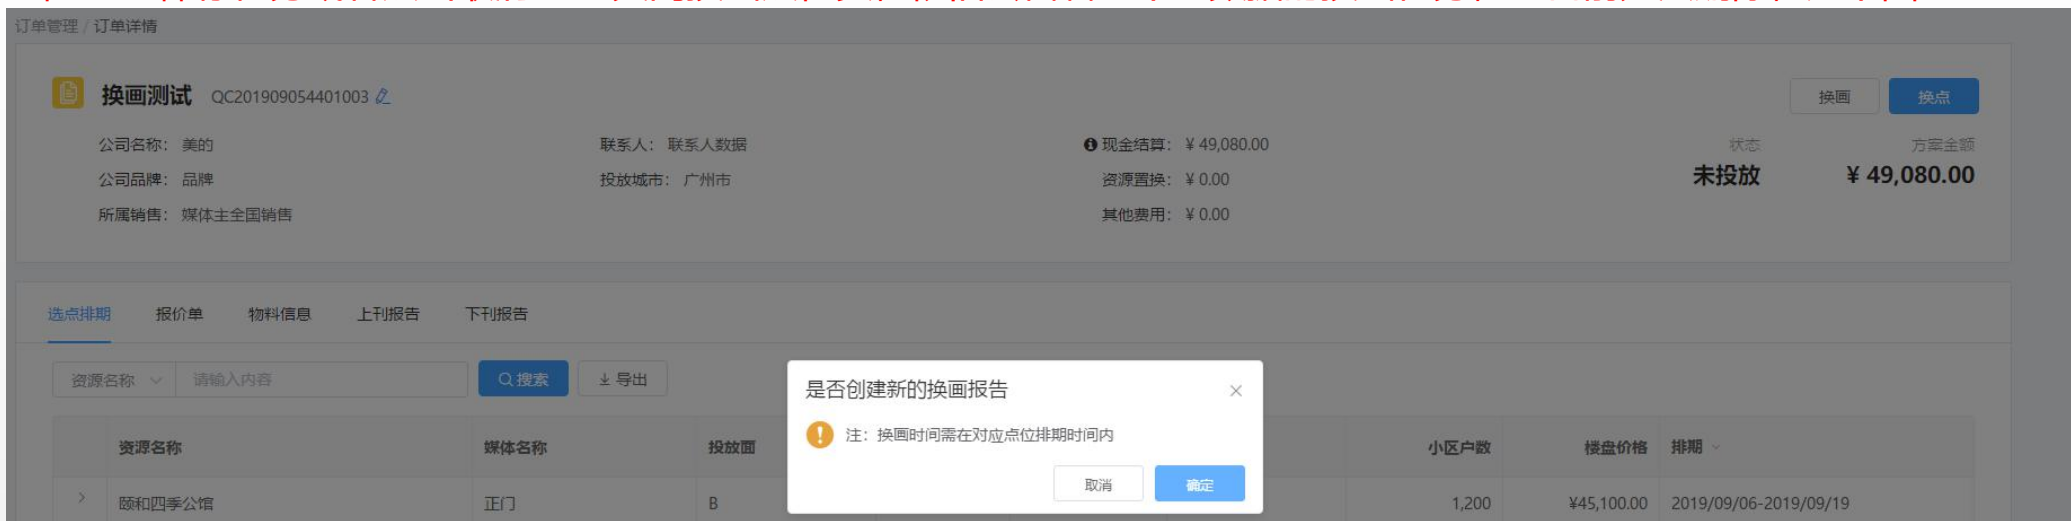 订单管理 / 订单详情
换画测试 QC201909054401003
换画 换点
公司名称： 美的 联系人： 联系人数据 现金结算： ¥ 49,080.00 状态 方案金额
公司品牌： 品牌 投放城市： 广州市 资源置换： ¥ 0.00 未投放 ¥ 49,080.00
所属销售： 媒体主全国销售 其他费用： ¥ 0.00
选点排期 报价单 物料信息 上刊报告 下刊报告
资源名称 请输入内容 搜索 导出
是否创建新的换画报告
注： 换画时间需在对应点位排期时间内
取消 确定
资源名称 媒体名称 投放面 小区户数 楼盘价格 排期
颐和四季公馆 正门 B 1,200 ¥45,100.00 2019/09/06-2019/09/19